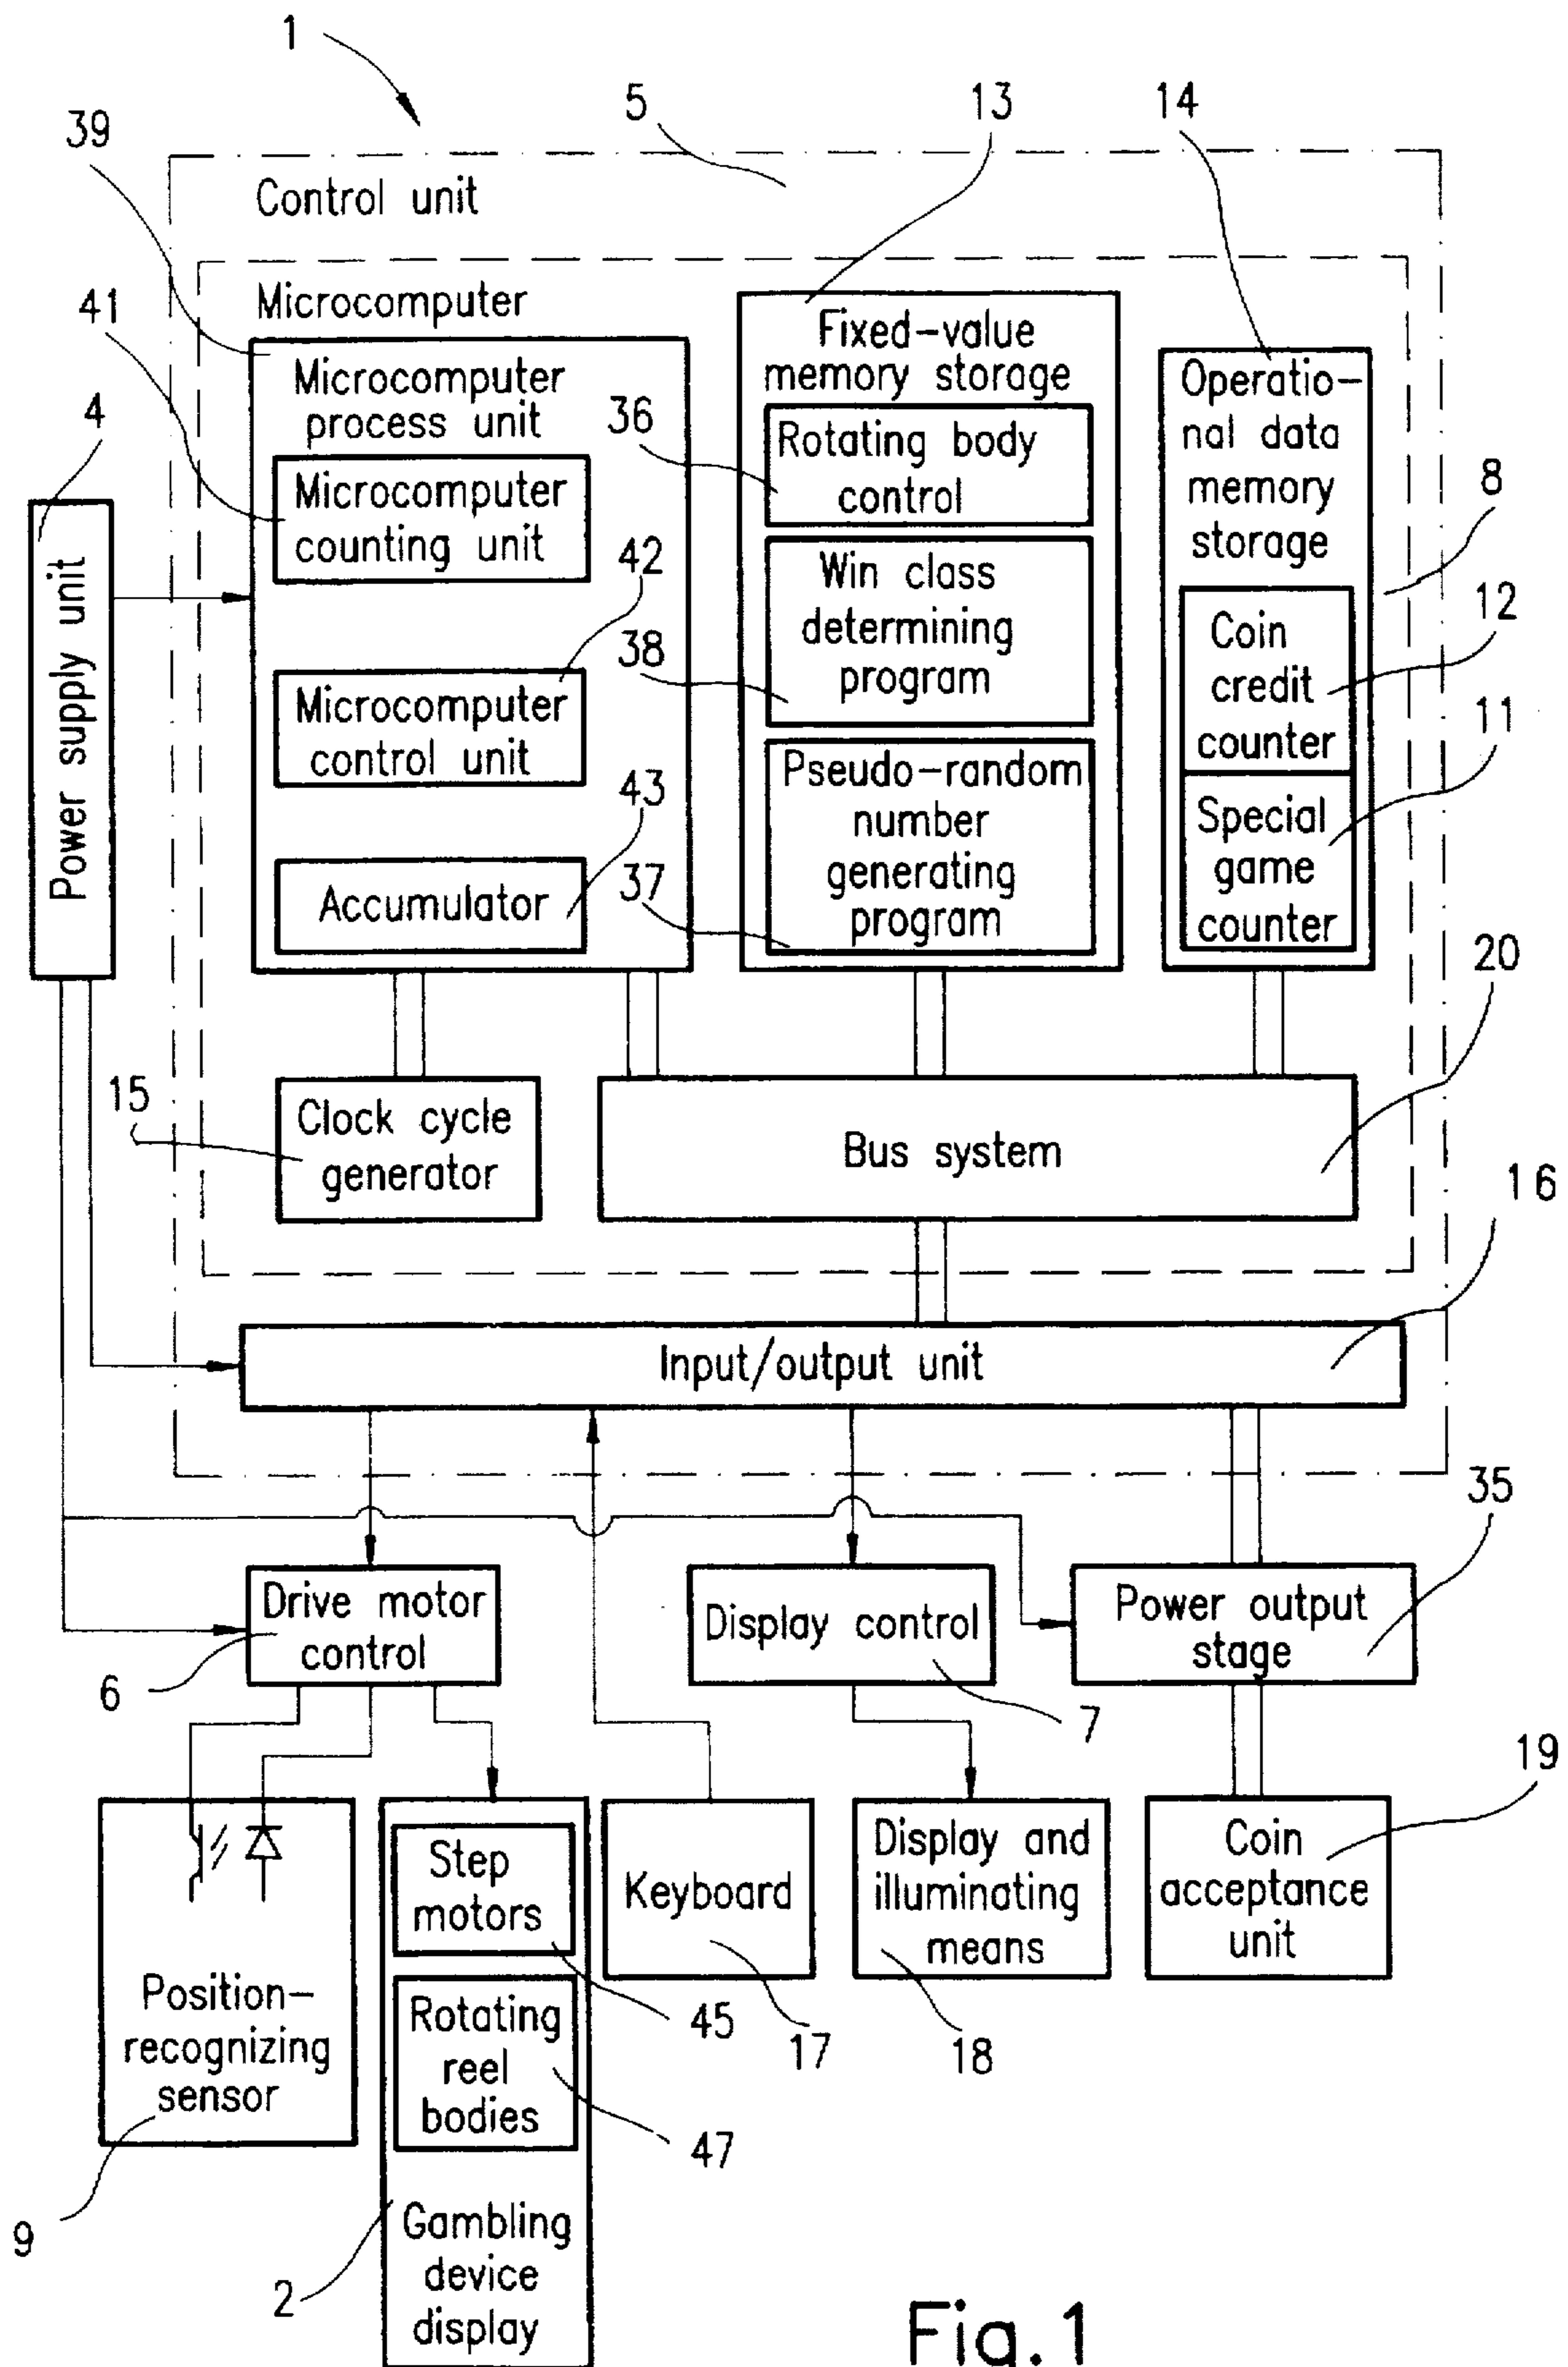 1
39
5
13
14
Control unit
Microcomputer
41
Fixed-value
memory storage
Microcomputer
process unit
Operatio-
nal data
memory
storage
4
36
Rotating body
control
8
Microcomputer
counting unit
42
Win class
determining
program
38
Coin
credit
counter
12
Power supply unit
Microcomputer
control unit
43
Pseudo-random
number
generating
program
37
Special
game
counter
11
Accumulator
20
15
Clock cycle
generator
Bus system
16
Input/output unit
35
Drive motor
control
6
Display control
7
Power output
stage
19
Step
motors
45
Keyboard
17
Display and
illuminating
means
18
Coin
acceptance
unit
Position-
recognizing
sensor
9
Rotating
reel
bodies
47
2
Gambling
device
display
Fig.1